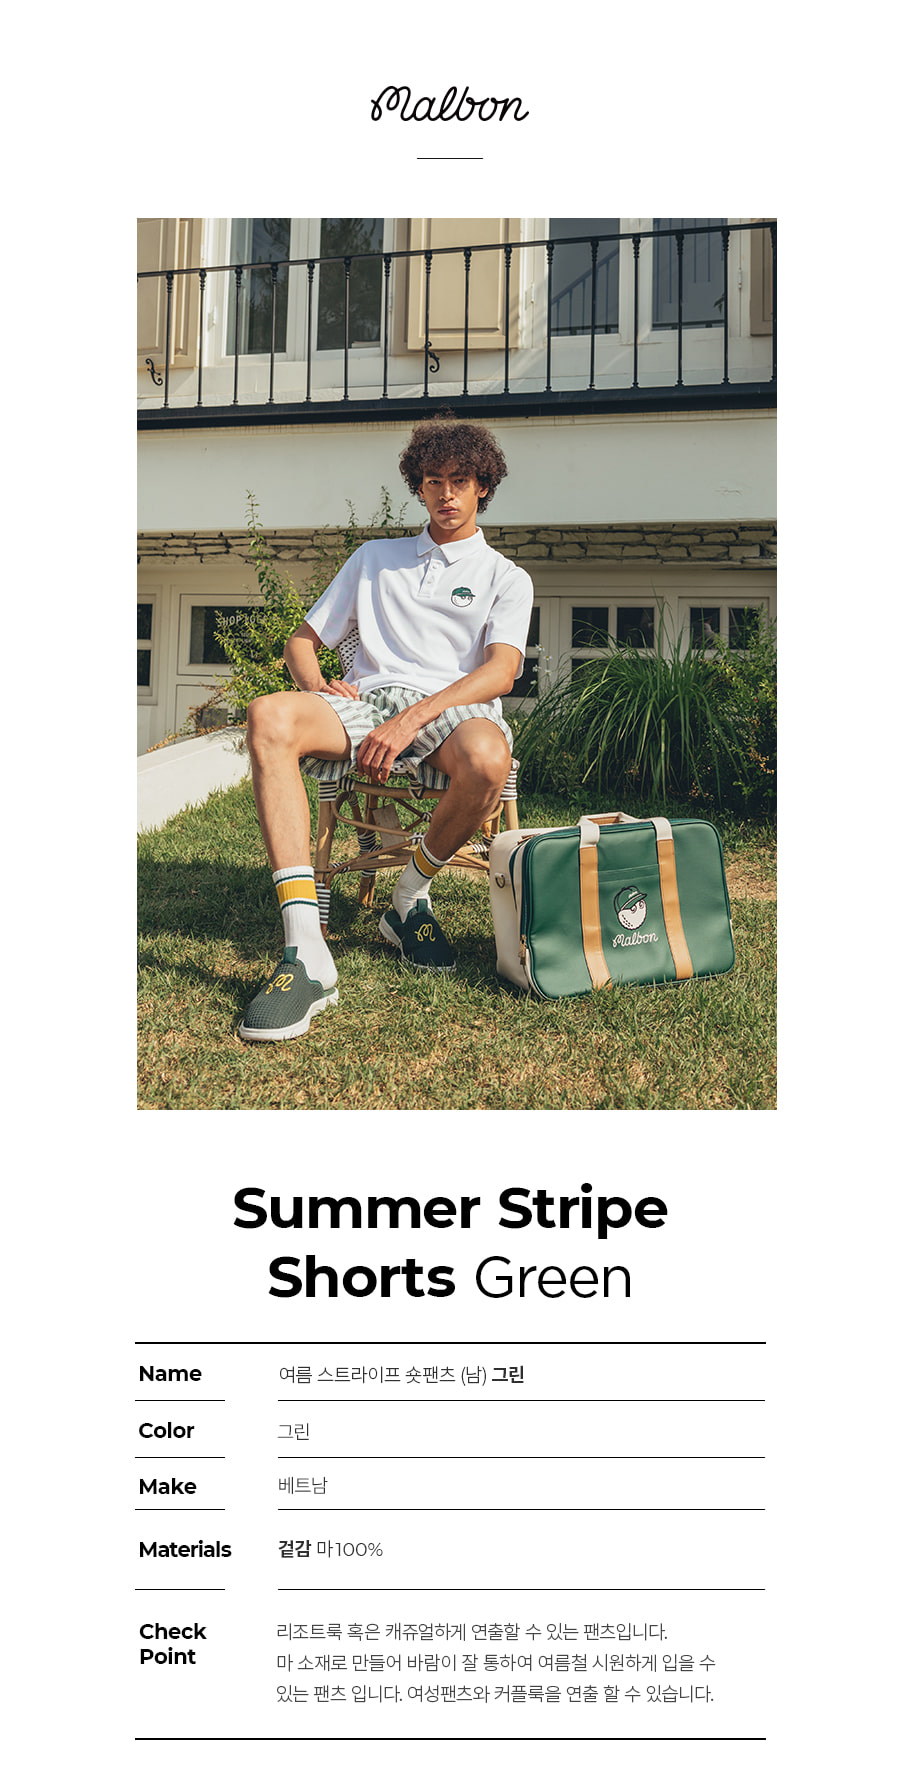 Malbon
SHOP
Malbon
Summer Stripe
Shorts Green
Name 여름 스트라이프 숏팬츠 (남) 그린
Color 그린
Make 베트남
Materials 겉감 마100%
Check
Point
리조트룩 혹은 캐쥬얼하게 연출할 수 있는 팬츠입니다.
마 소재로 만들어 바람이 잘 통하여 여름철 시원하게 입을 수
있는 팬츠 입니다. 여성팬츠와 커플룩을 연출 할 수 있습니다.